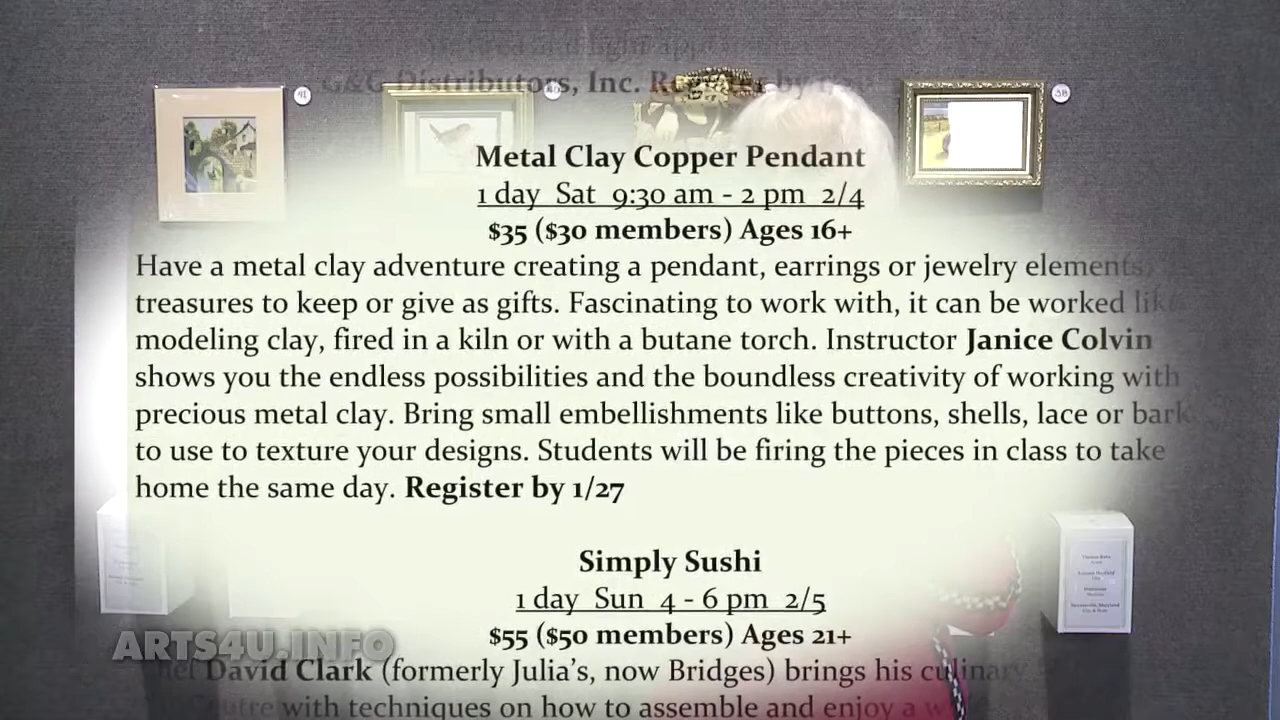 G&G Distributors, Inc. Register by
41
38
Metal Clay Copper Pendant
1 day Sat 9:30 am - 2 pm 2/4
$35 ($30 members) Ages 16+
Have a metal clay adventure creating a pendant, earrings or jewelry elements,
treasures to keep or give as gifts. Fascinating to work with, it can be worked like
modeling clay, fired in a kiln or with a butane torch. Instructor Janice Colvin
shows you the endless possibilities and the boundless creativity of working with
precious metal clay. Bring small embellishments like buttons, shells, lace or bark
to use to texture your designs. Students will be firing the pieces in class to take
home the same day. Register by 1/27
Simply Sushi
1 day Sun 4 - 6 pm 2/5
$55 ($50 members) Ages 21+
ARTS4U.INFO
David Clark (formerly Julia's, now Bridges) brings his culinary
Centre with techniques on how to assemble and enjoy a